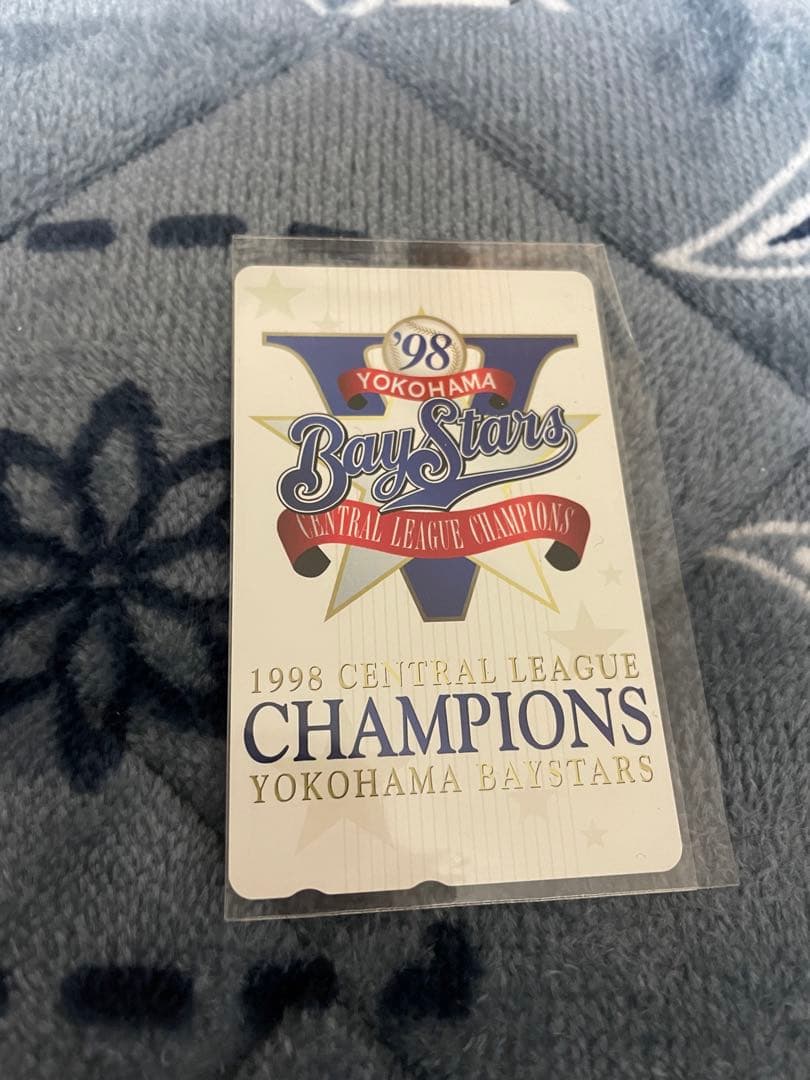 '98
YOKOHAMA
BayStars
CENTRAL LEAGUE CHAMPIONS
1998 CENTRAL LEAGUE
CHAMPIONS
YOKOHAMA BAYSTARS